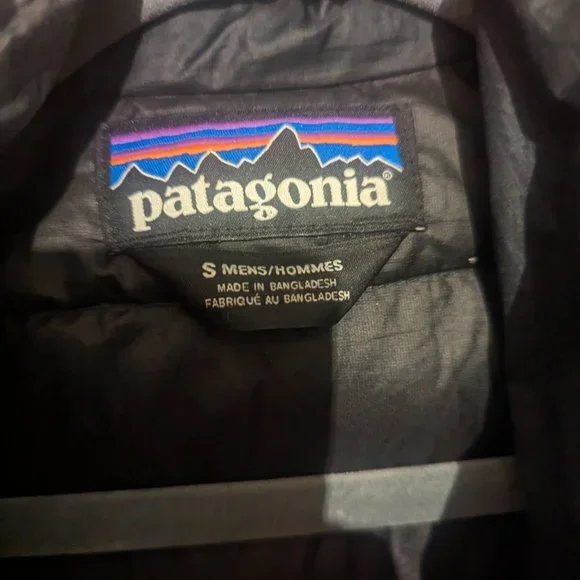 patagonia®
S MENS/HOMMES
MADE IN BANGLADESH
FABRIQUÉ AU BANGLADESH